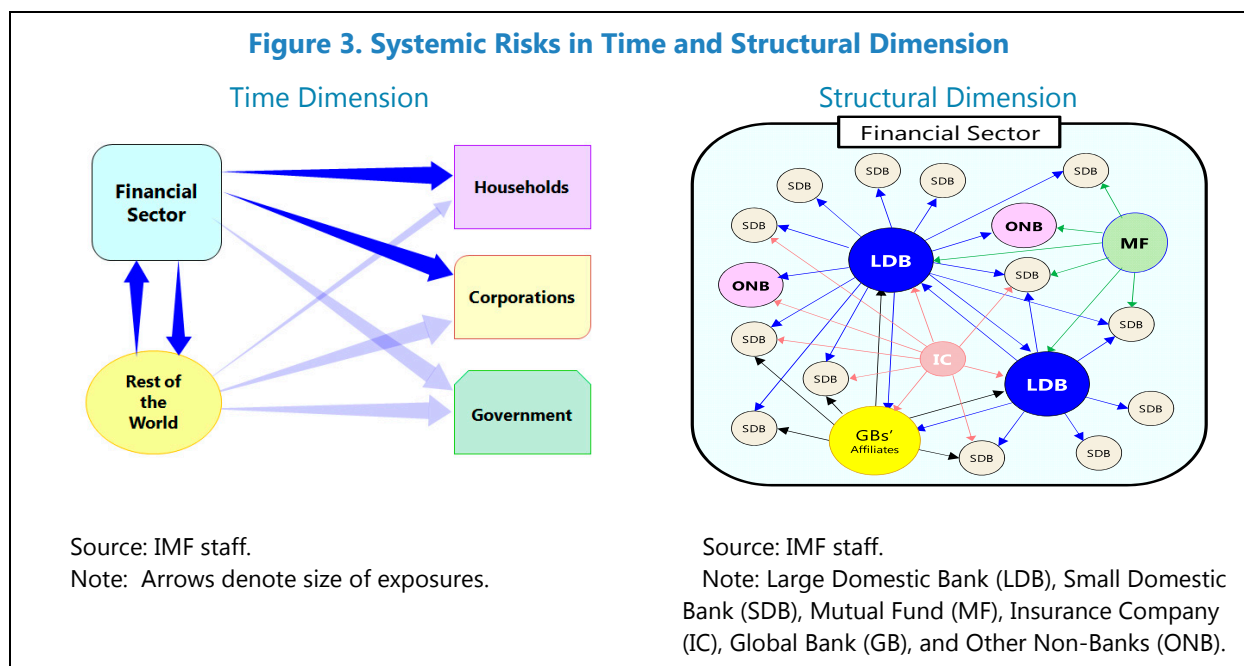 Figure 3. Systemic Risks in Time and Structural Dimension
Time Dimension
Financial
Sector
Households
Corporations
Rest of
the
World
Government
Source: IMF staff.
Note: Arrows denote size of exposures.
Structural Dimension
Financial Sector
SDB
SDB
SDB
SDB
SDB
SDB
ONB
MF
LDB
SDB
ONB
SDB
SDB
IC
SDB
LDB
SDB
SDB
GBs'
Affiliates
SDB
SDB
SDB
Source: IMF staff.
Note: Large Domestic Bank (LDB), Small Domestic
Bank (SDB), Mutual Fund (MF), Insurance Company
(IC), Global Bank (GB), and Other Non-Banks (ONB).